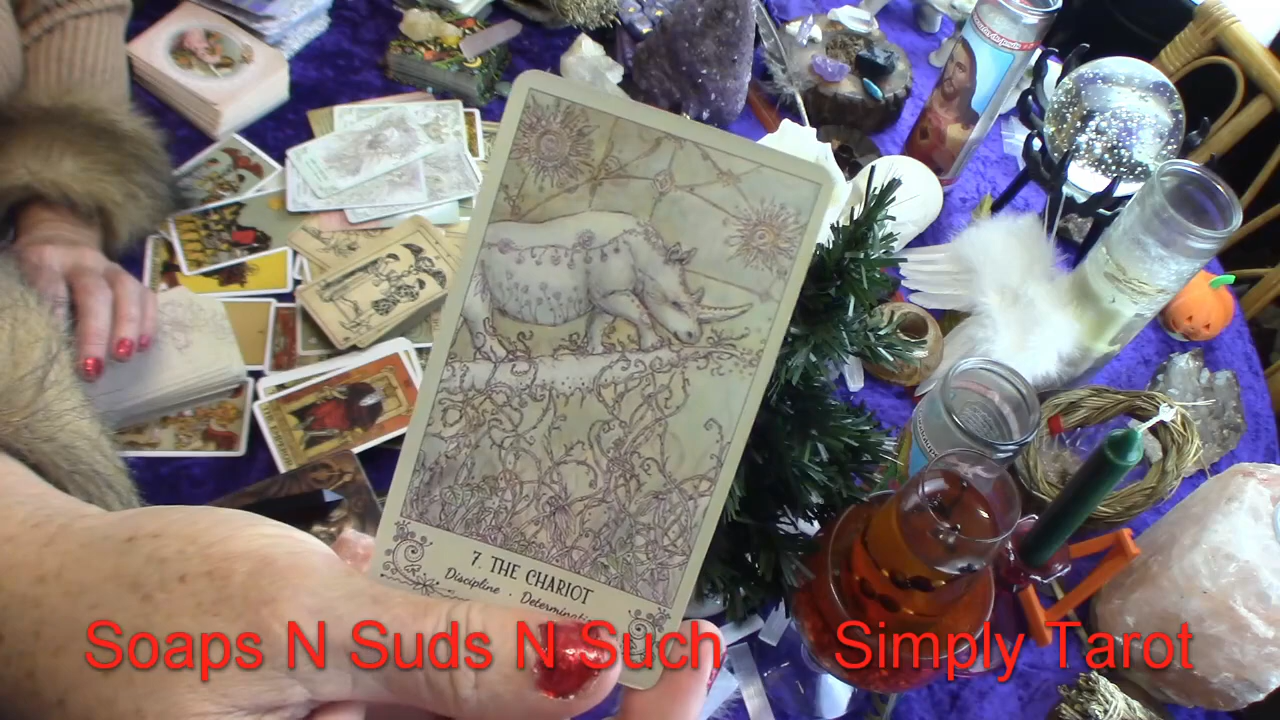 7. THE CHARIOT
Discipline · 
Soaps N Suds N Such
Simply Tarot